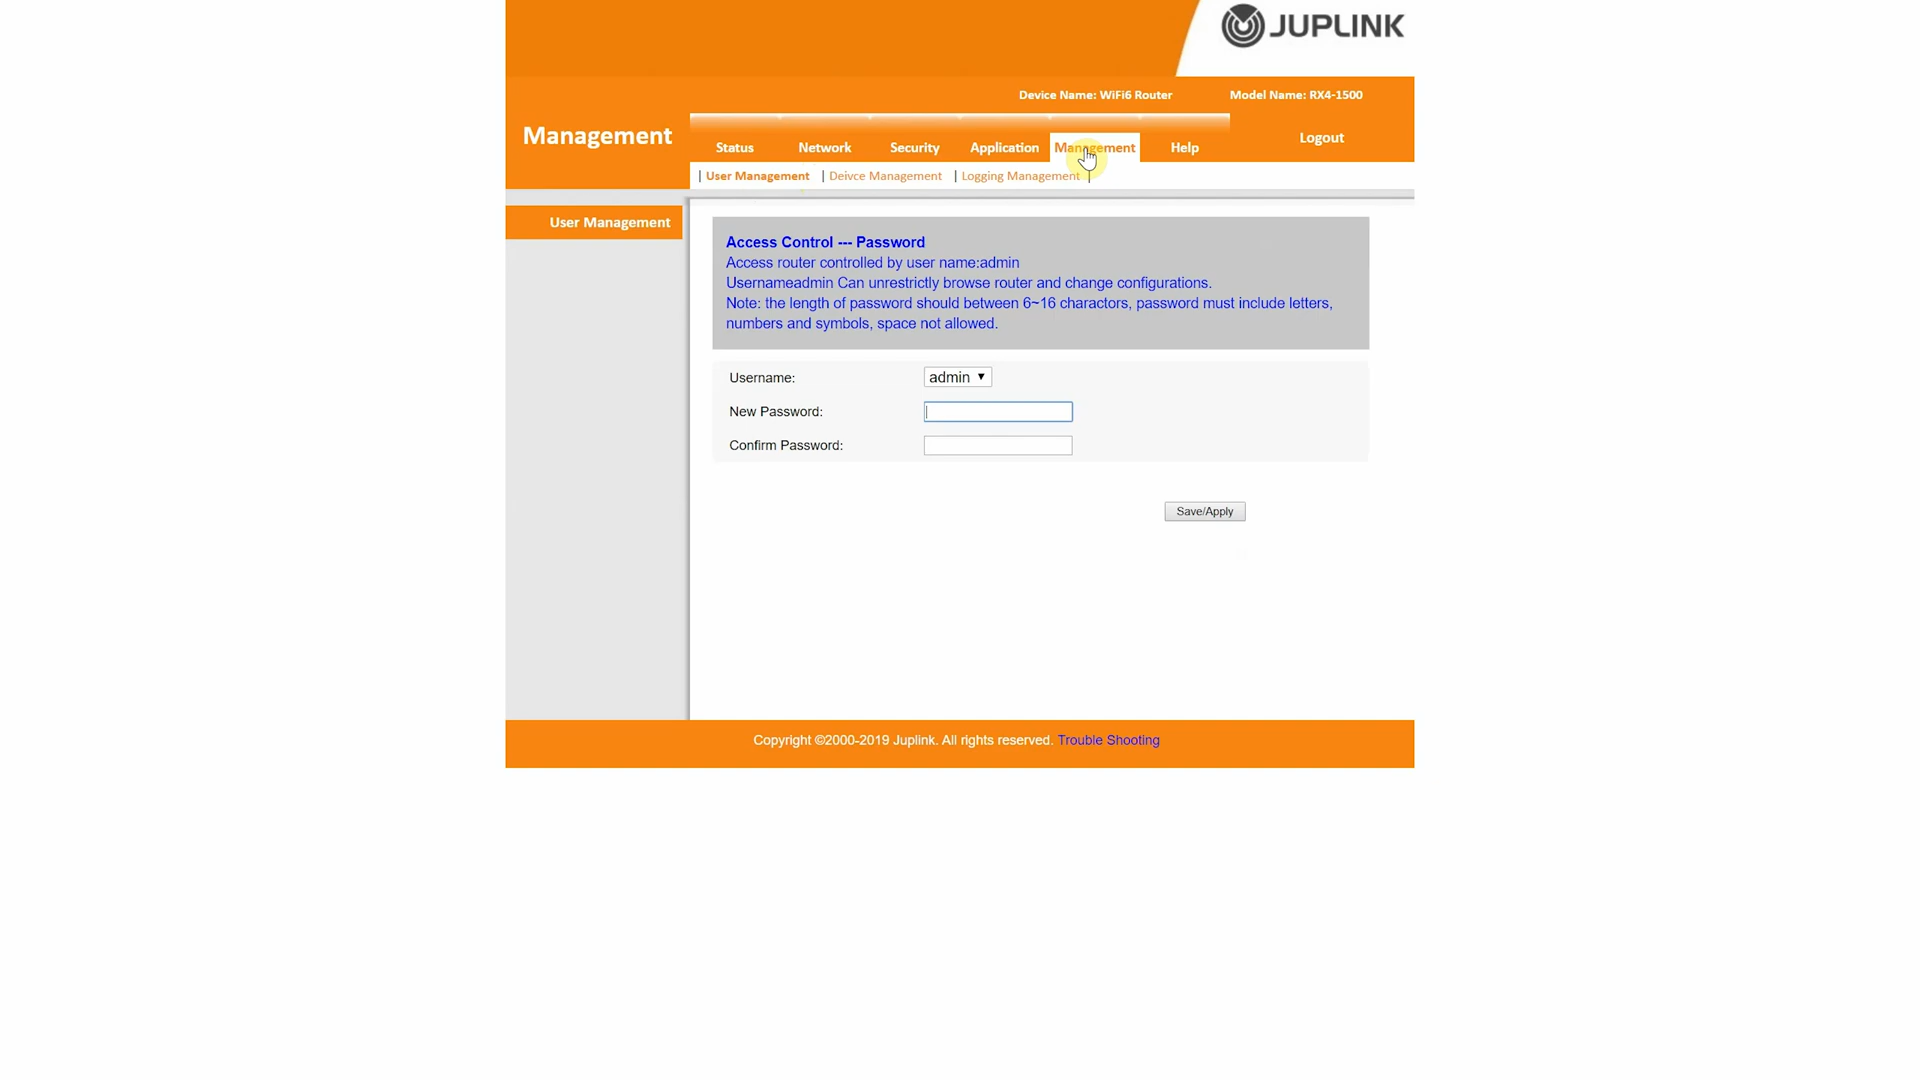 JUPLINK
Device Name: WiFi6 Router Model Name: RX4-1500
Management
Status Network Security Application Management Help
Logout
| User Management | Deivce Management | Logging Management |
User Management
Access Control --- Password
Access router controlled by user name:admin
Usernameadmin Can unrestrictly browse router and change configurations.
Note: the length of password should between 6~16 charactors, password must include letters,
numbers and symbols, space not allowed.
Username: admin
New Password:
Confirm Password:
Save/Apply
Copyright ©2000-2019 Juplink. All rights reserved. Trouble Shooting